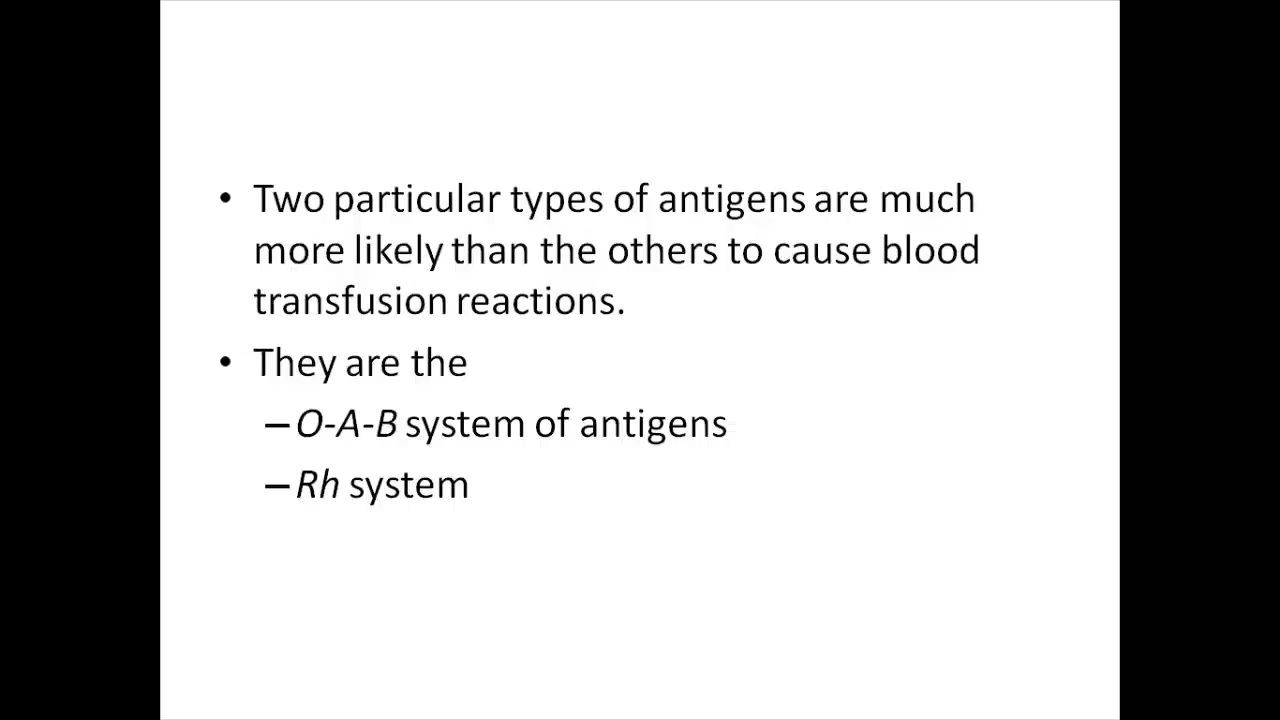 • Two particular types of antigens are much
more likely than the others to cause blood
transfusion reactions.
• They are the
– O-A-B system of antigens
– Rh system